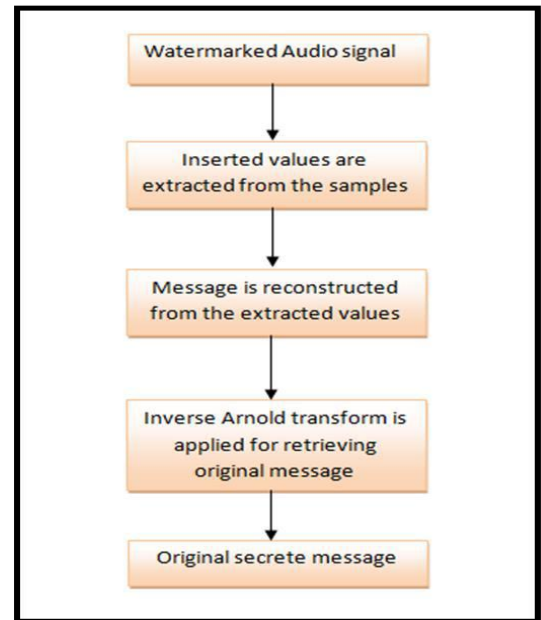 Watermarked Audio signal
Inserted values are
extracted from the samples
Message is reconstructed
from the extracted values
Inverse Arnold transform is
applied for retrieving
original message
Original secrete message